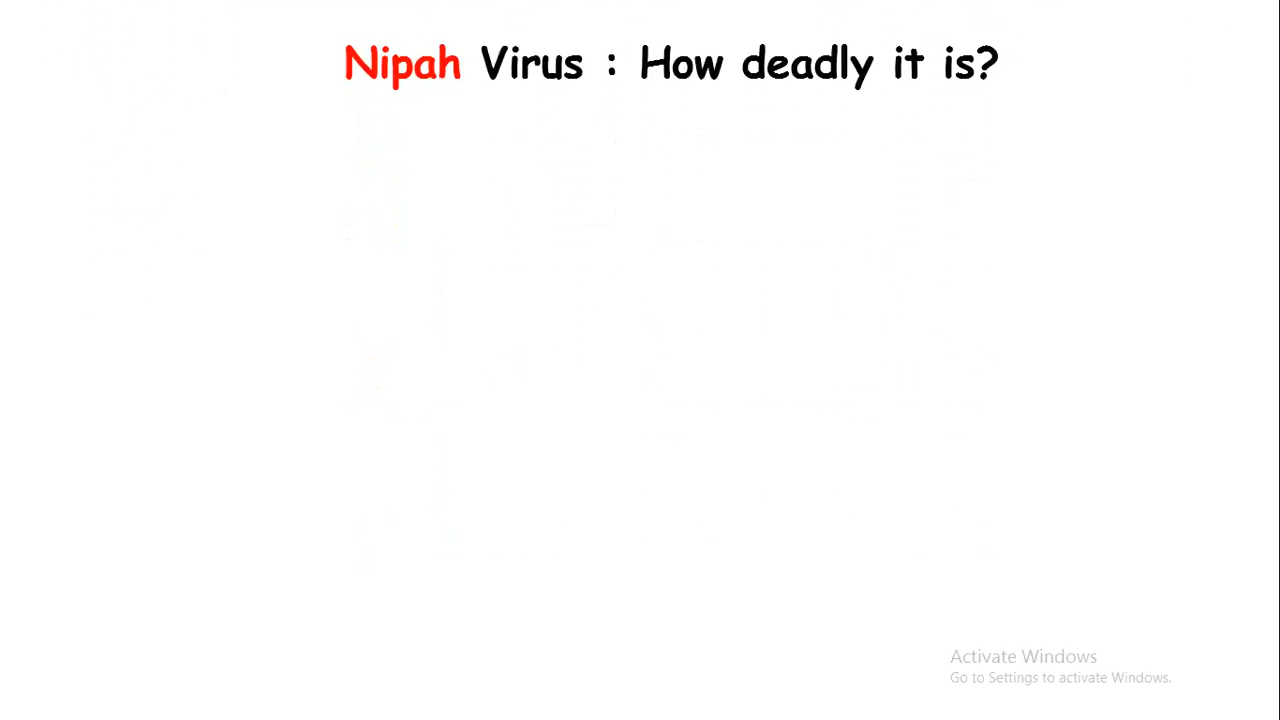 Nipah Virus : How deadly it is?
Activate Windows
Go to Settings to activate Windows.